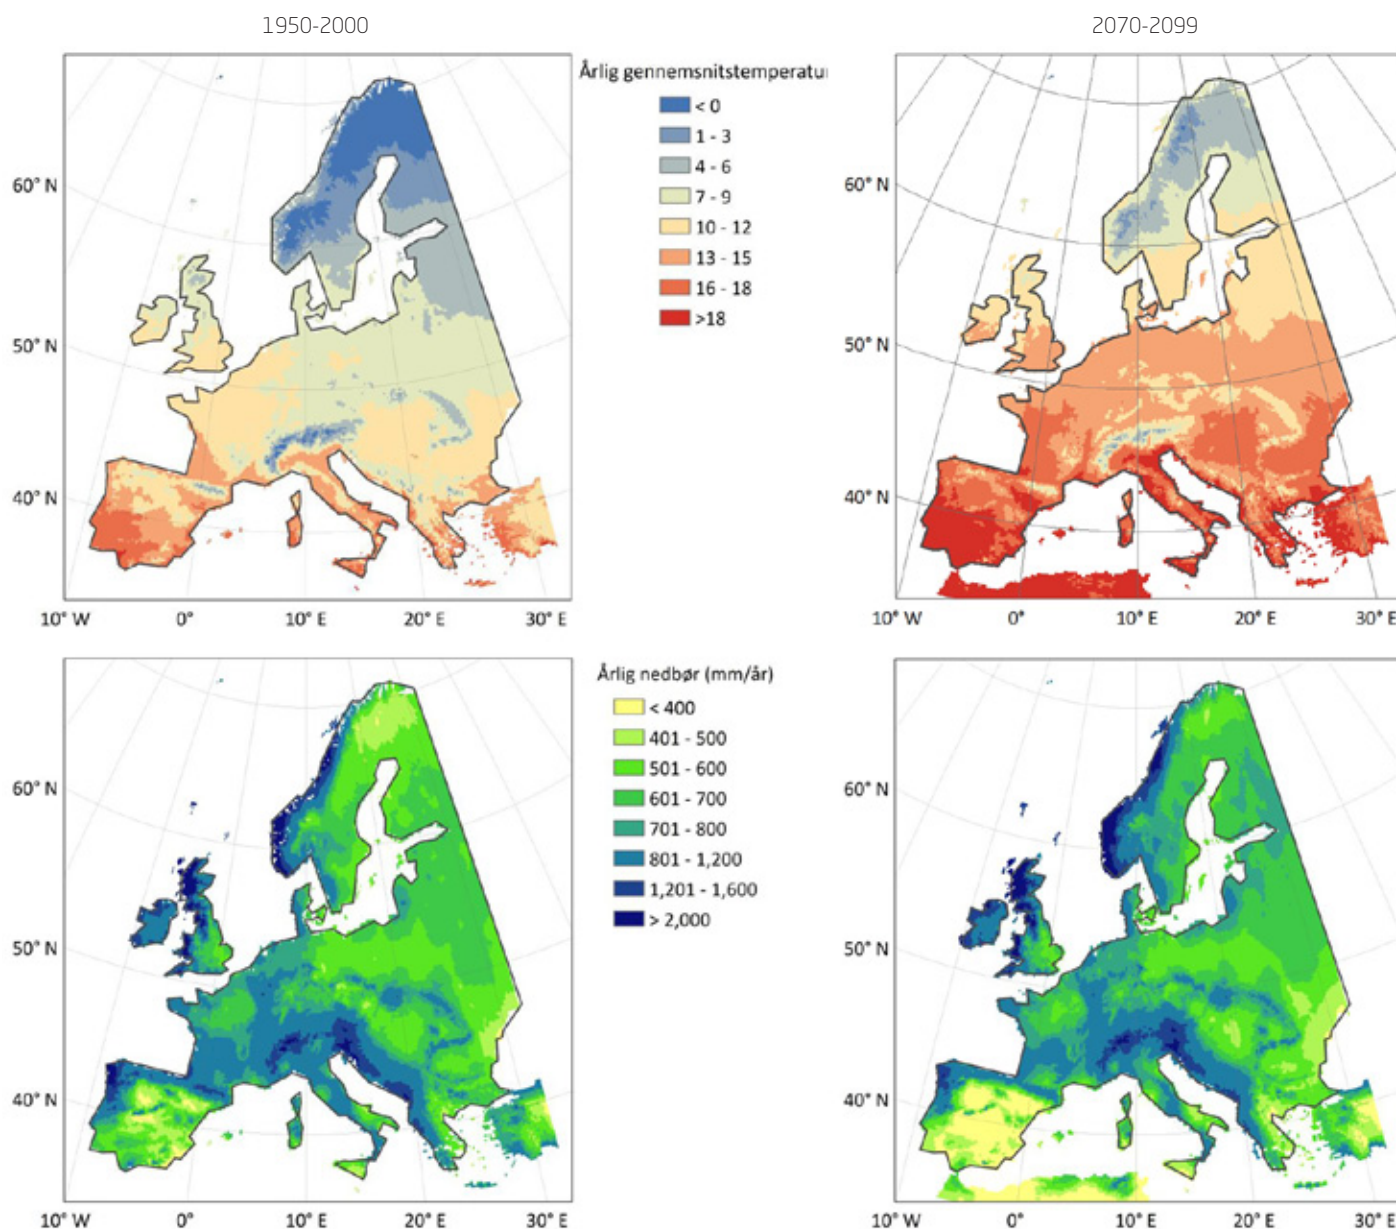 1950-2000
2070-2099
Årlig gennemsnitstemperatur
< 0
1 - 3
4 - 6
7 - 9
10 - 12
13 - 15
16 - 18
>18
60° N
50° N
40° N
10° W 0° 10° E 20° E 30° E
60° N
50° N
40° N
10° W 0° 10° E 20° E 30° E
Årlig nedbør (mm/år)
< 400
401 - 500
501 - 600
601 - 700
701 - 800
801 - 1,200
1,201 - 1,600
> 2,000
60° N
50° N
40° N
10° W 0° 10° E 20° E 30° E
60° N
50° N
40° N
10° W 0° 10° E 20° E 30° E